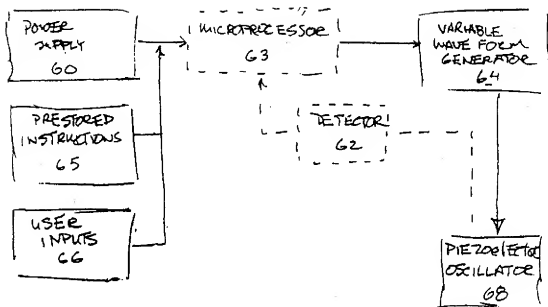 POWER
SUPPLY
60
MICROPROCESSOR
63
VARIABLE
WAVE FORM
GENERATOR
64
PRESTORED
INSTRUCTIONS
65
DETECTOR
62
USER
INPUTS
66
PIEZOELECTRIC
OSCILLATOR
68